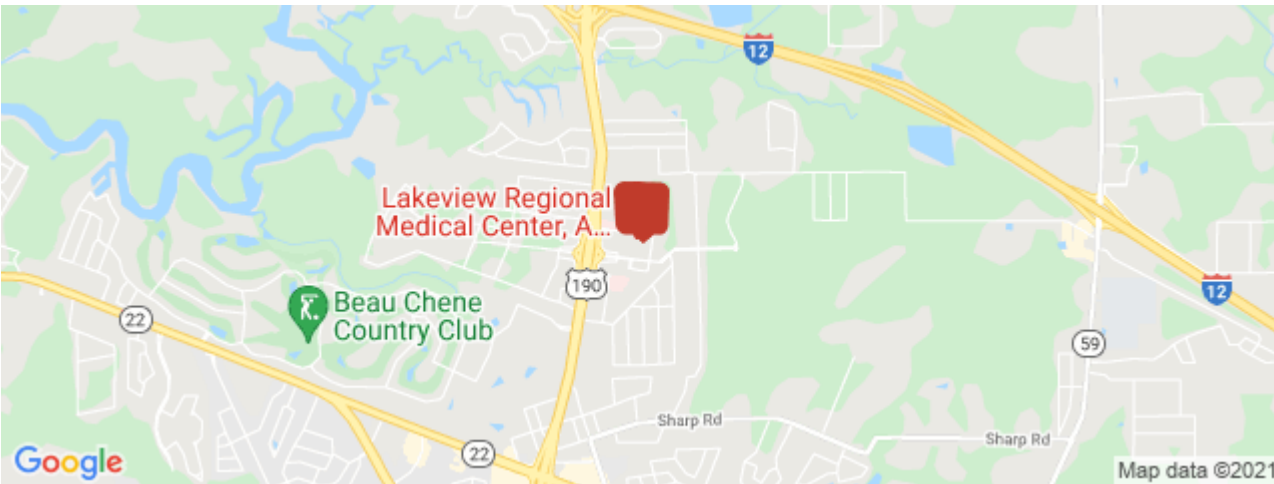 12
Lakeview Regional
Medical Center, A...
190
Beau Chene
Country Club
22
12
59
Sharp Rd
Sharp Rd
22
Google
Map data ©2021